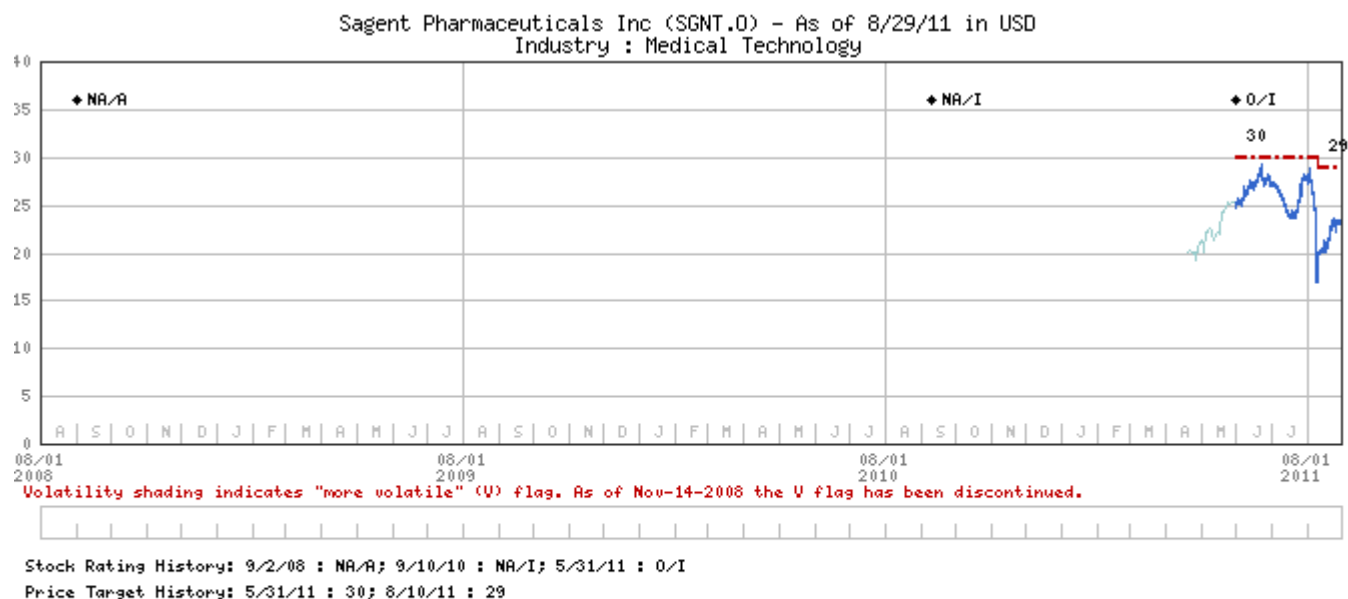 Sagent Pharmaceuticals Inc (SGNT.O) - As of 8/29/11 in USD
Industry : Medical Technology
40
◆ NA/A ◆ NA/I ◆ O/I
35
30 29
30
25
20
15
10
5
0
A S O N D J F M A M J J A S O N D J F M A M J J A S O N D J F M A M J J
08/01 08/01 08/01 08/01
2008 2009 2010 2011
Volatility shading indicates "more volatile" (V) flag. As of Nov-14-2008 the V flag has been discontinued.
Stock Rating History: 9/2/08 : NA/A; 9/10/10 : NA/I; 5/31/11 : O/I
Price Target History: 5/31/11 : 30; 8/10/11 : 29